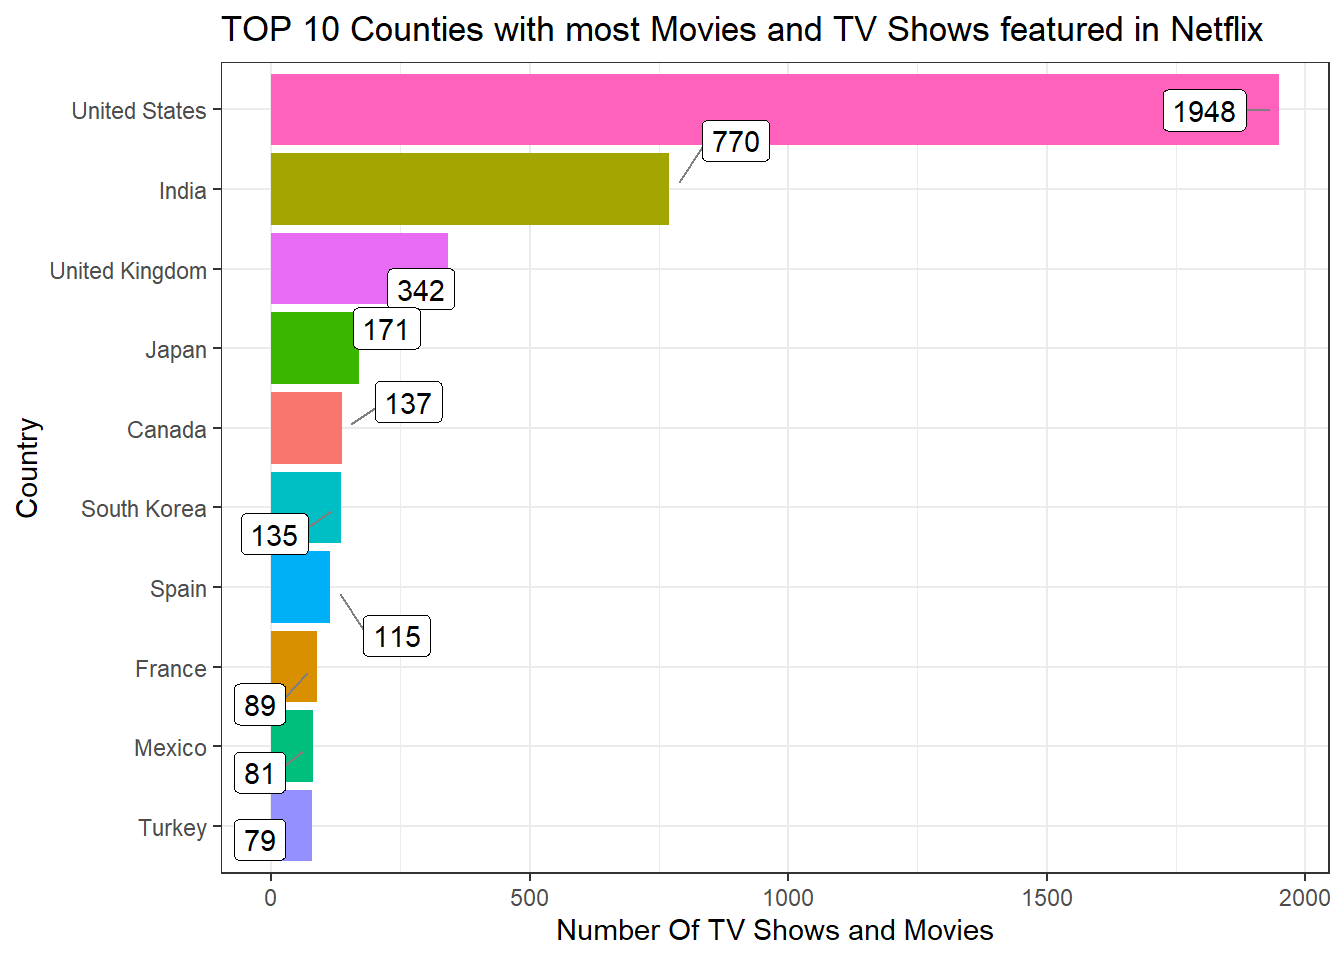 TOP 10 Counties with most Movies and TV Shows featured in Netflix
United States
1948
770
India
United Kingdom
342
171
Japan
137
Canada
South Korea
135
Spain
115
France
89
Mexico
81
Turkey
79
Country
0 500 1000 1500 2000
Number Of TV Shows and Movies